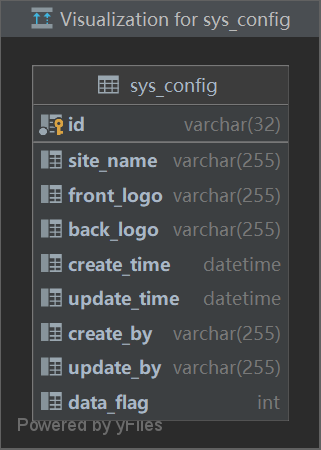 Visualization for sys_config
sys_config
id varchar(32)
site_name varchar(255)
front_logo varchar(255)
back_logo varchar(255)
create_time datetime
update_time datetime
create_by varchar(255)
update_by varchar(255)
data_flag int
Powered by yFiles